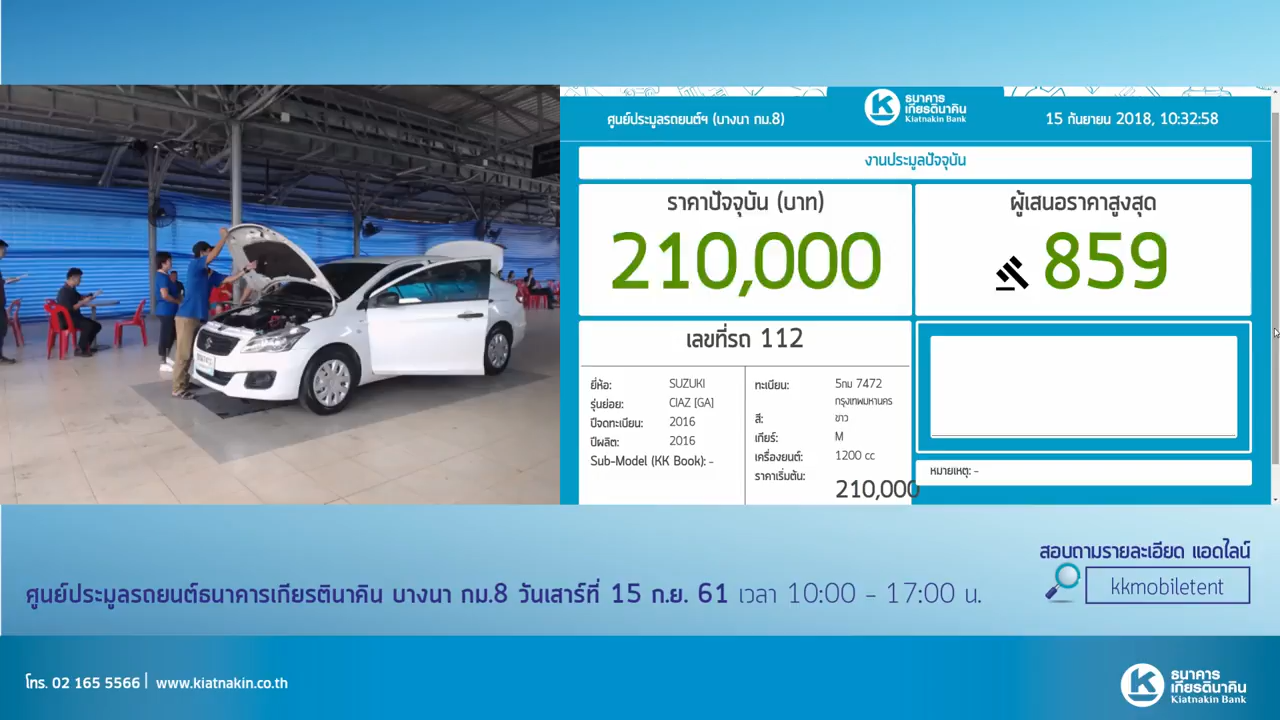 ศูนย์ประมูลรถยนต์ฯ (บางนา กม.8)
ธนาคาร
เกียรตินาคิน
Kiatnakin Bank
15 กันยายน 2018, 10:32:58
งานประมูลปัจจุบัน
ราคาปัจจุบัน (บาท)
210,000
ผู้เสนอราคาสูงสุด
859
เลขที่รถ 112
ยี่ห้อ: SUZUKI
รุ่นย่อย: CIAZ [GA]
ปีจดทะเบียน: 2016
ปีผลิต: 2016
Sub-Model (KK Book): -
ทะเบียน: 5กม 7472
กรุงเทพมหานคร
สี: ขาว
เกียร์: M
เครื่องยนต์: 1200 cc
ราคาเริ่มต้น: 210,000
หมายเหตุ: -
สอบถามรายละเอียด แอดไลน์
kkmobiletent
ศูนย์ประมูลรถยนต์ธนาคารเกียรตินาคิน บางนา กม.8 วันเสาร์ที่ 15 ก.ย. 61 เวลา 10:00 - 17:00 น.
โทร. 02 165 5566 | www.kiatnakin.co.th
ธนาคาร
เกียรตินาคิน
Kiatnakin Bank